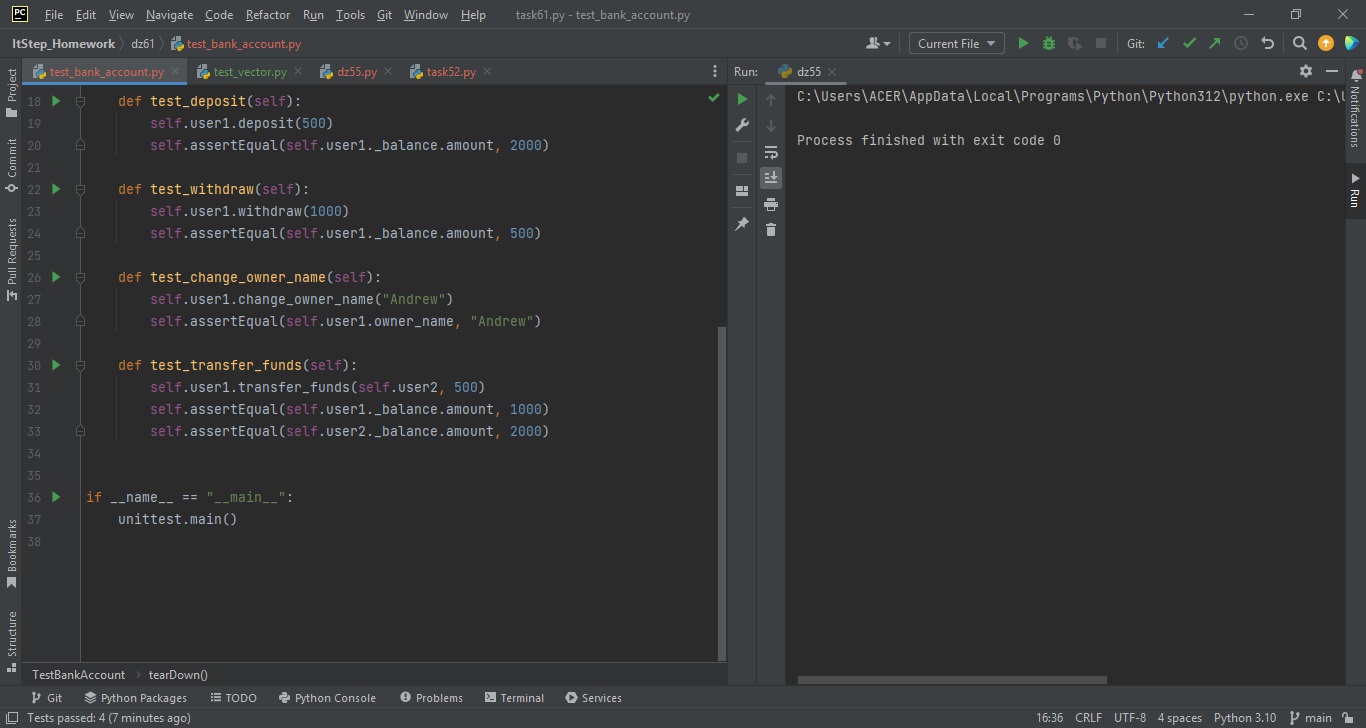 PC File Edit View Navigate Code Refactor Run Tools Git Window Help task61.py - test_bank_account.py
ItStep_Homework dz61 test_bank_account.py Current File Git:
test_bank_account.py test_vector.py dz55.py task52.py Run: dz55
18 def test_deposit(self):
19 self.user1.deposit(500)
20 self.assertEqual(self.user1._balance.amount, 2000)
21
22 def test_withdraw(self):
23 self.user1.withdraw(1000)
24 self.assertEqual(self.user1._balance.amount, 500)
25
26 def test_change_owner_name(self):
27 self.user1.change_owner_name("Andrew")
28 self.assertEqual(self.user1.owner_name, "Andrew")
29
30 def test_transfer_funds(self):
31 self.user1.transfer_funds(self.user2, 500)
32 self.assertEqual(self.user1._balance.amount, 1000)
33 self.assertEqual(self.user2._balance.amount, 2000)
34
35
36 if __name__ == "__main__":
37 unittest.main()
38
C:\Users\ACER\AppData\Local\Programs\Python\Python312\python.exe C:\
Process finished with exit code 0
Project
Commit
Pull Requests
Bookmarks
Structure
Notifications
Run
TestBankAccount tearDown()
Git Python Packages TODO Python Console Problems Terminal Services
Tests passed: 4 (7 minutes ago) 16:36 CRLF UTF-8 4 spaces Python 3.10 main